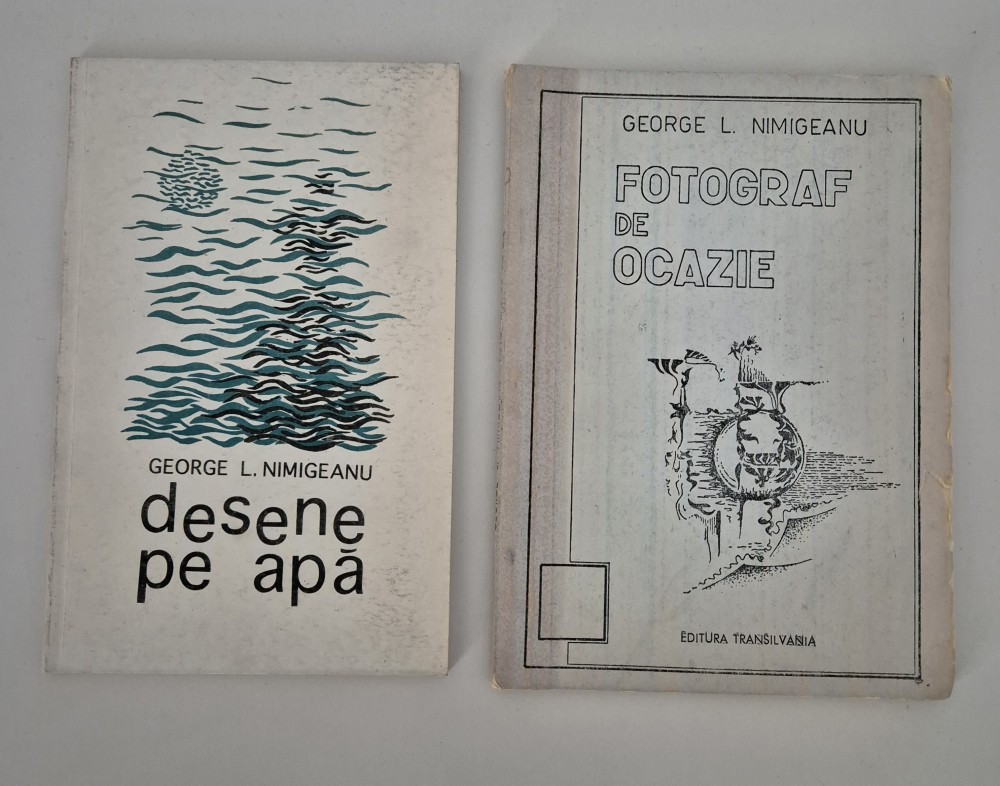 GEORGE L. NIMIGEANU
desene
pe apă
GEORGE L. NIMIGEANU
FOTOGRAF
DE
OCAZIE
EDITURA TRANSILVANIA